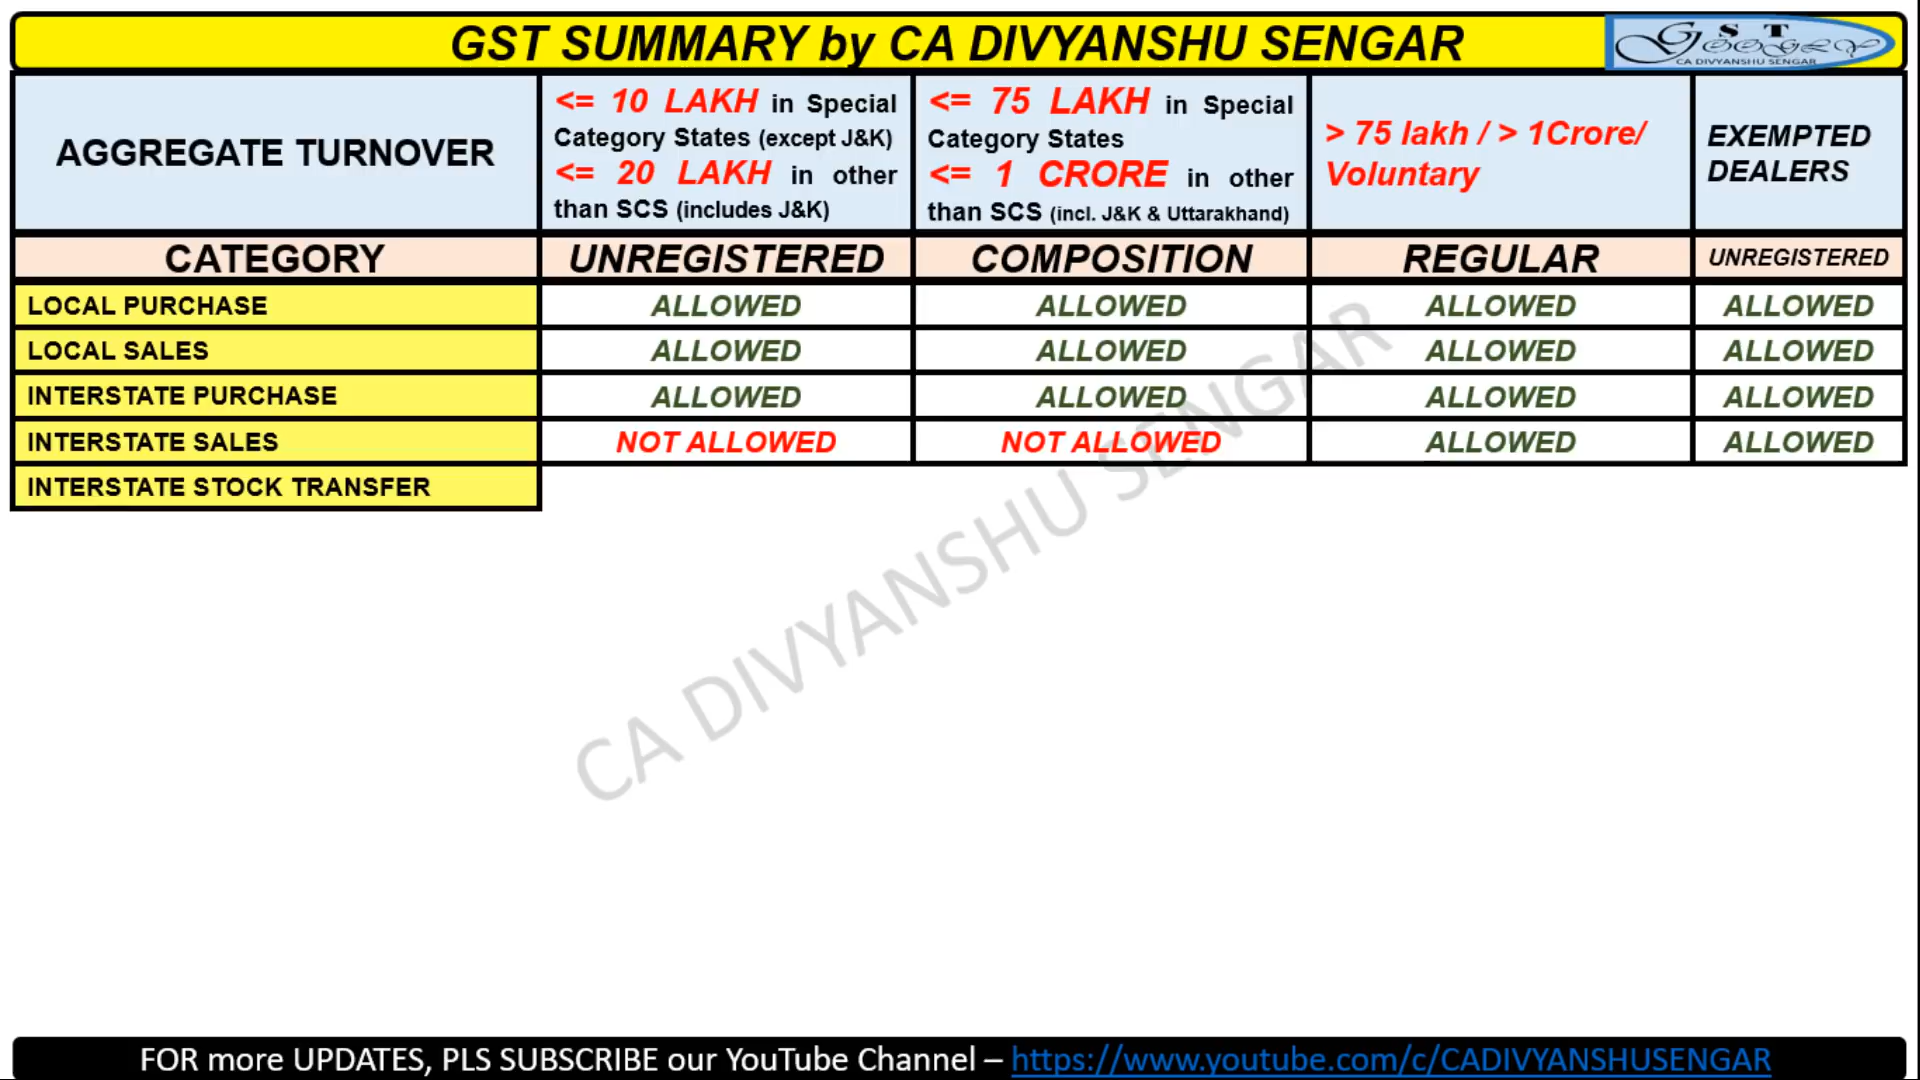 GST SUMMARY by CA DIVYANSHU SENGAR
GST
GOOGLY
CA DIVYANSHU SENGAR
AGGREGATE TURNOVER
<= 10 LAKH in Special
Category States (except J&K)
<= 20 LAKH in other
than SCS (includes J&K)
<= 75 LAKH in Special
Category States
<= 1 CRORE in other
than SCS (incl. J&K & Uttarakhand)
> 75 lakh / > 1Crore/
Voluntary
EXEMPTED
DEALERS
CATEGORY UNREGISTERED COMPOSITION REGULAR UNREGISTERED
LOCAL PURCHASE ALLOWED ALLOWED ALLOWED ALLOWED
LOCAL SALES ALLOWED ALLOWED ALLOWED ALLOWED
INTERSTATE PURCHASE ALLOWED ALLOWED ALLOWED ALLOWED
INTERSTATE SALES NOT ALLOWED NOT ALLOWED ALLOWED ALLOWED
INTERSTATE STOCK TRANSFER
CA DIVYANSHU SENGAR
FOR more UPDATES, PLS SUBSCRIBE our YouTube Channel – https://www.youtube.com/c/CADIVYANSHUSENGAR